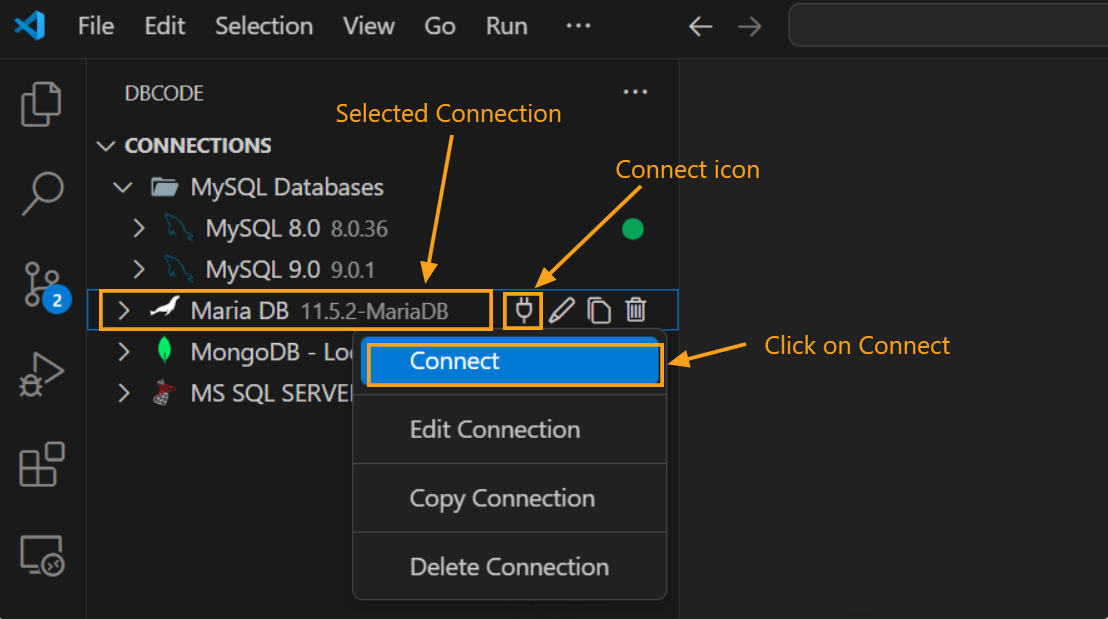 File Edit Selection View Go Run ···
DBCODE ···
Selected Connection
CONNECTIONS
Connect icon
MySQL Databases
MySQL 8.0 8.0.36
MySQL 9.0 9.0.1
2
Maria DB 11.5.2-MariaDB
MongoDB - Lo
Connect
Click on Connect
MS SQL SERVE
Edit Connection
Copy Connection
Delete Connection